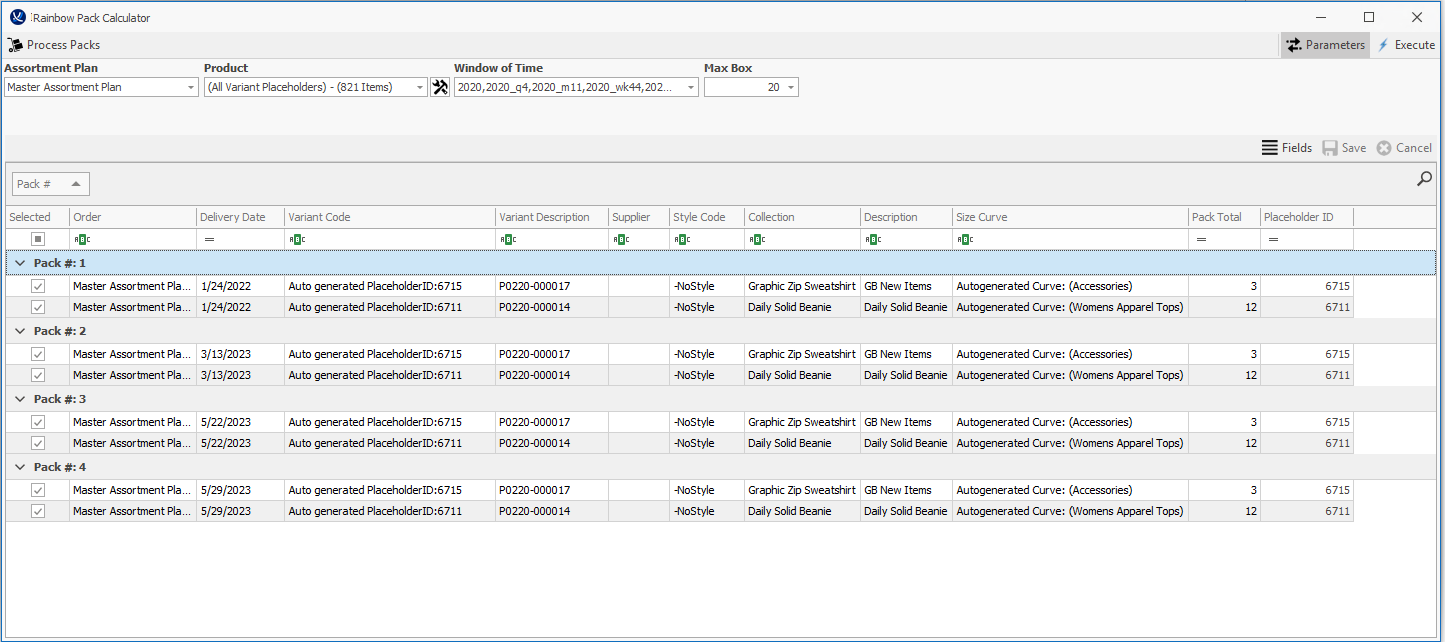 Rainbow Pack Calculator
Process Packs Parameters Execute
Assortment Plan Product Window of Time Max Box
Master Assortment Plan (All Variant Placeholders) - (821 Items) 2020,2020_q4,2020_m11,2020_wk44,202... 20
Fields Save Cancel
Pack #
Selected Order Delivery Date Variant Code Variant Description Supplier Style Code Collection Description Size Curve Pack Total Placeholder ID
ABC = ABC ABC ABC ABC ABC ABC ABC = =
Pack #: 1
Master Assortment Pla... 1/24/2022 Auto generated PlaceholderID:6715 P0220-000017 -NoStyle Graphic Zip Sweatshirt GB New Items Autogenerated Curve: (Accessories) 3 6715
Master Assortment Pla... 1/24/2022 Auto generated PlaceholderID:6711 P0220-000014 -NoStyle Daily Solid Beanie Daily Solid Beanie Autogenerated Curve: (Womens Apparel Tops) 12 6711
Pack #: 2
Master Assortment Pla... 3/13/2023 Auto generated PlaceholderID:6715 P0220-000017 -NoStyle Graphic Zip Sweatshirt GB New Items Autogenerated Curve: (Accessories) 3 6715
Master Assortment Pla... 3/13/2023 Auto generated PlaceholderID:6711 P0220-000014 -NoStyle Daily Solid Beanie Daily Solid Beanie Autogenerated Curve: (Womens Apparel Tops) 12 6711
Pack #: 3
Master Assortment Pla... 5/22/2023 Auto generated PlaceholderID:6715 P0220-000017 -NoStyle Graphic Zip Sweatshirt GB New Items Autogenerated Curve: (Accessories) 3 6715
Master Assortment Pla... 5/22/2023 Auto generated PlaceholderID:6711 P0220-000014 -NoStyle Daily Solid Beanie Daily Solid Beanie Autogenerated Curve: (Womens Apparel Tops) 12 6711
Pack #: 4
Master Assortment Pla... 5/29/2023 Auto generated PlaceholderID:6715 P0220-000017 -NoStyle Graphic Zip Sweatshirt GB New Items Autogenerated Curve: (Accessories) 3 6715
Master Assortment Pla... 5/29/2023 Auto generated PlaceholderID:6711 P0220-000014 -NoStyle Daily Solid Beanie Daily Solid Beanie Autogenerated Curve: (Womens Apparel Tops) 12 6711